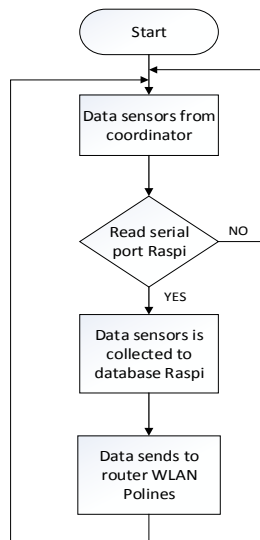 Start
Data sensors from
coordinator
Read serial
port Raspi
NO
YES
Data sensors is
collected to
database Raspi
Data sends to
router WLAN
Polines